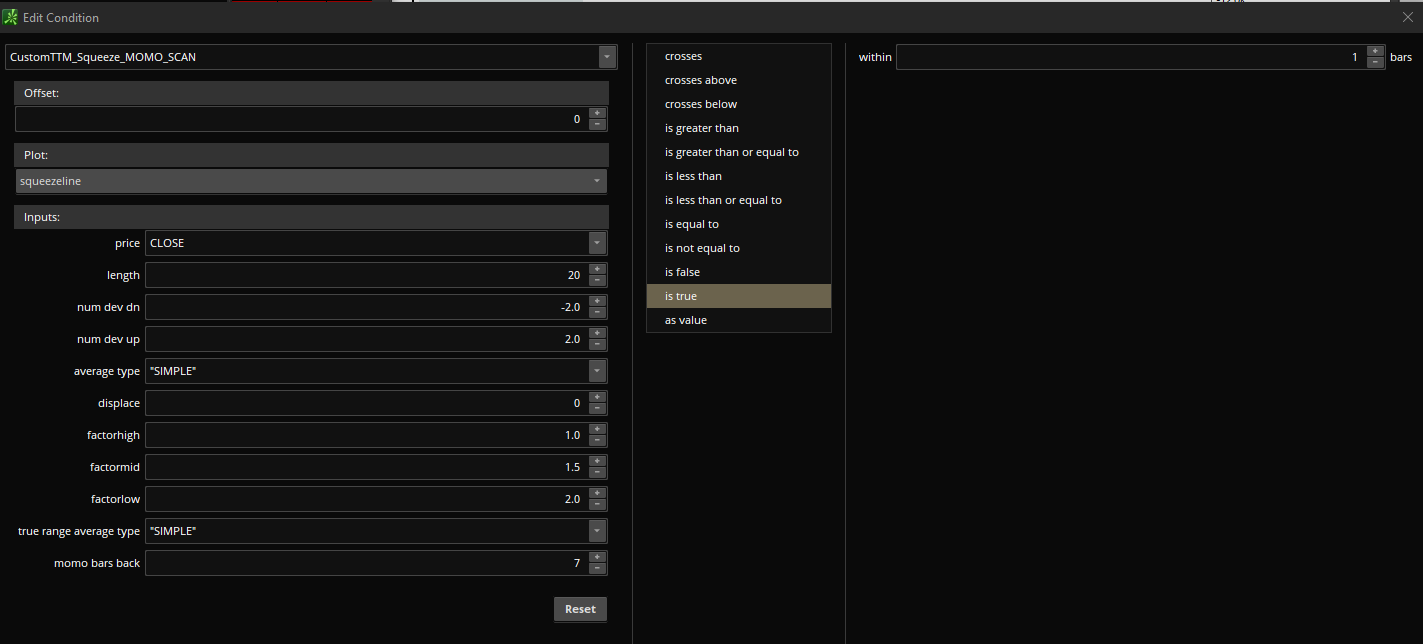 Edit Condition
CustomTTM_Squeeze_MOMO_SCAN
Offset:
0
Plot:
squeezeline
Inputs:
price CLOSE
length 20
num dev dn -2.0
num dev up 2.0
average type "SIMPLE"
displace 0
factorhigh 1.0
factormid 1.5
factorlow 2.0
true range average type "SIMPLE"
momo bars back 7
Reset
crosses
crosses above
crosses below
is greater than
is greater than or equal to
is less than
is less than or equal to
is equal to
is not equal to
is false
is true
as value
within 1 bars